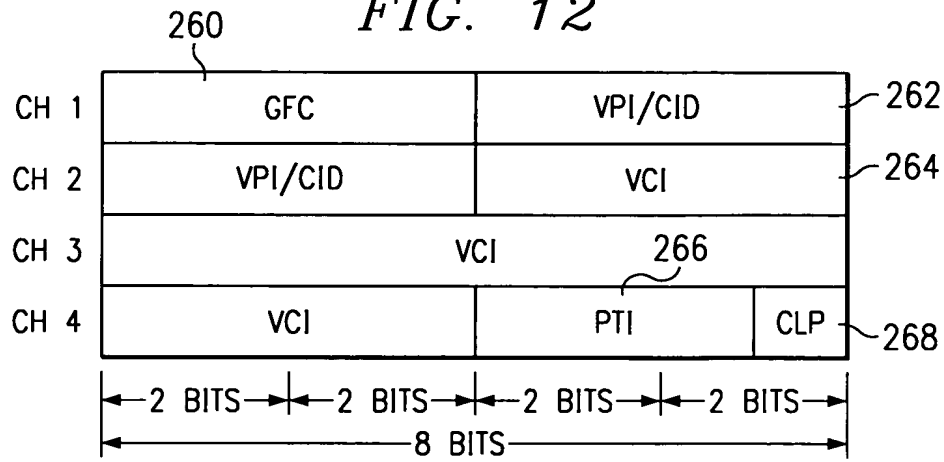 FIG. 12
260
CH 1 GFC VPI/CID 262
CH 2 VPI/CID VCI 264
CH 3 VCI 266
CH 4 VCI PTI CLP 268
2 BITS 2 BITS 2 BITS 2 BITS
8 BITS